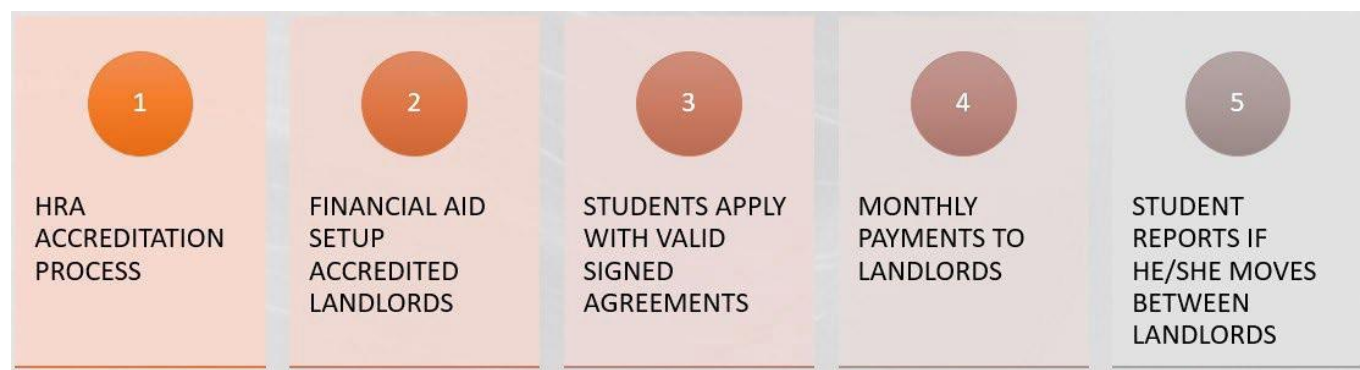 1
HRA
ACCREDITATION
PROCESS
2
FINANCIAL AID
SETUP
ACCREDITED
LANDLORDS
3
STUDENTS APPLY
WITH VALID
SIGNED
AGREEMENTS
4
MONTHLY
PAYMENTS TO
LANDLORDS
5
STUDENT
REPORTS IF
HE/SHE MOVES
BETWEEN
LANDLORDS